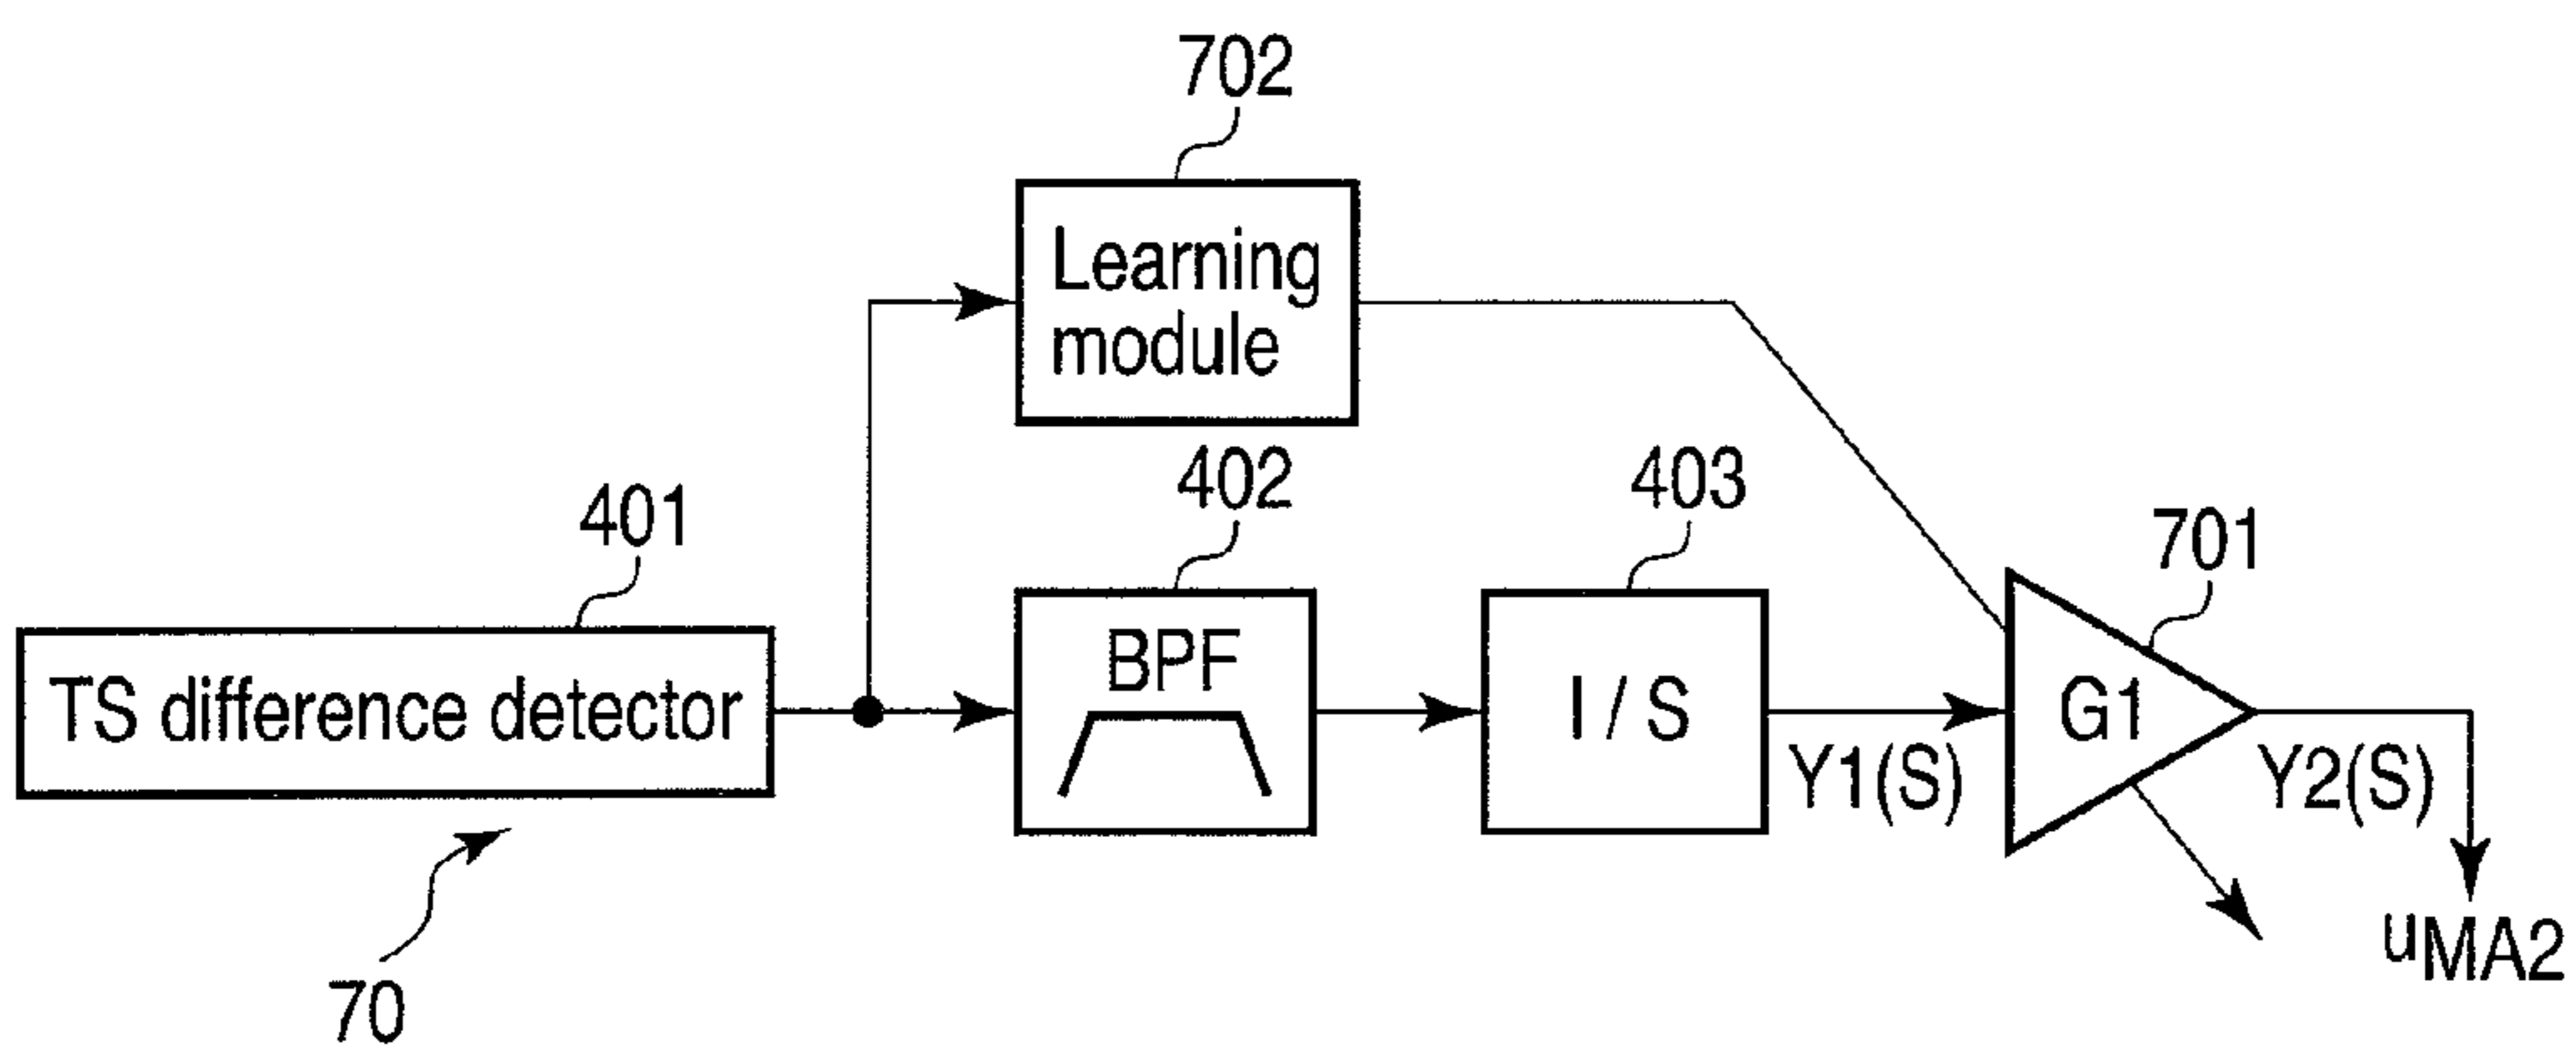 702
Learning
module
401
402
403
701
TS difference detector
BPF
I / S
G1
Y1(S)
Y2(S)
uMA2
70